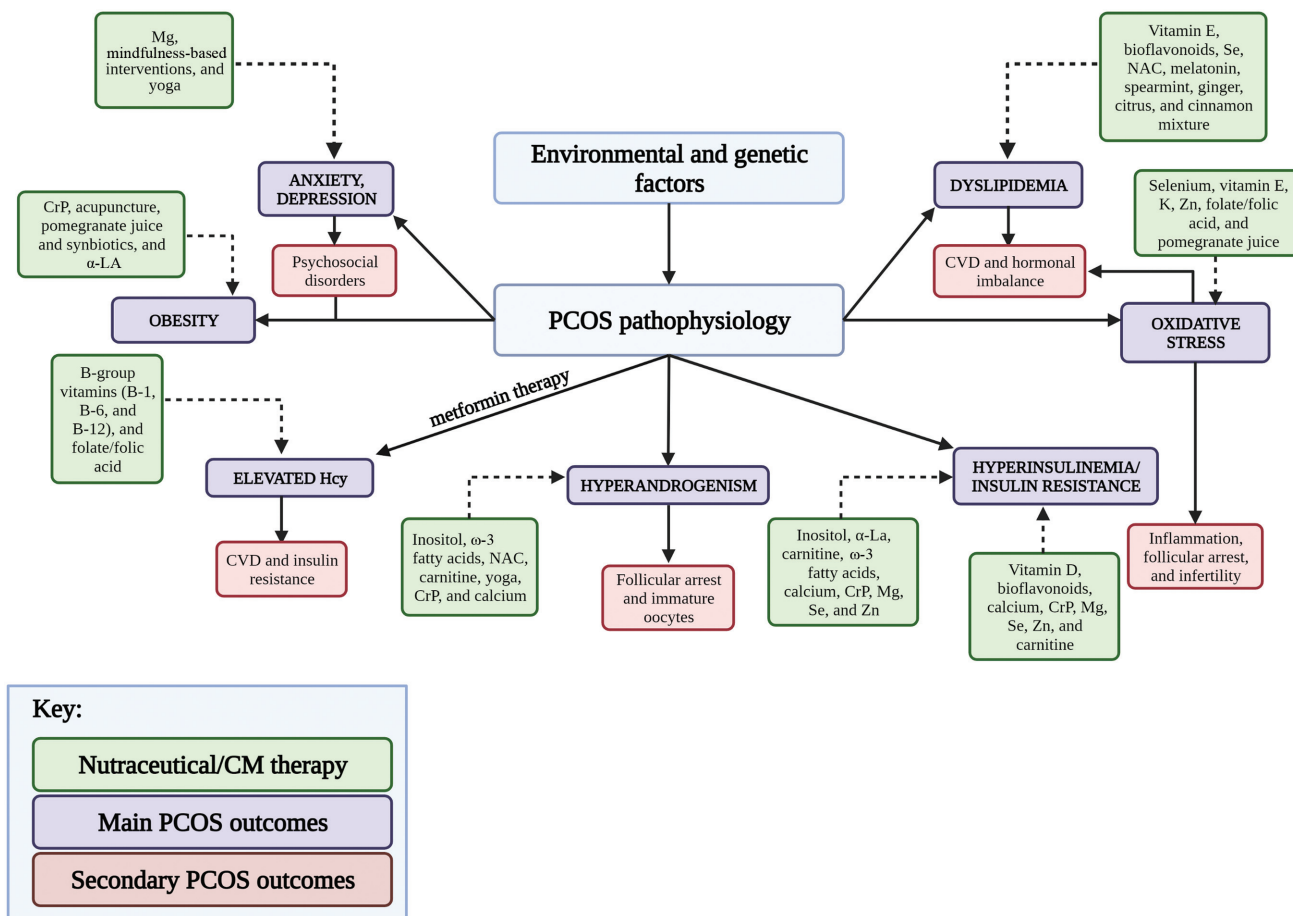 Mg,
mindfulness-based
interventions, and
yoga
Vitamin E,
bioflavonoids, Se,
NAC, melatonin,
spearmint, ginger,
citrus, and cinnamon
mixture
Environmental and genetic
factors
ANXIETY,
DEPRESSION
DYSLIPIDEMIA
CrP, acupuncture,
pomegranate juice
and synbiotics, and
α-LA
Selenium, vitamin E,
K, Zn, folate/folic
acid, and
pomegranate juice
Psychosocial
disorders
CVD and hormonal
imbalance
OBESITY
PCOS pathophysiology
OXIDATIVE
STRESS
B-group
vitamins (B-1,
B-6, and
B-12), and
folate/folic
acid
metformin therapy
ELEVATED Hcy
HYPERANDROGENISM
HYPERINSULINEMIA/
INSULIN RESISTANCE
CVD and insulin
resistance
Inositol, ω-3
fatty acids, NAC,
carnitine, yoga,
CrP, and calcium
Follicular arrest
and immature
oocytes
Inositol, α-La,
carnitine, ω-3
fatty acids,
calcium, CrP, Mg,
Se, and Zn
Vitamin D,
bioflavonoids,
calcium, CrP, Mg,
Se, Zn, and
carnitine
Inflammation,
follicular arrest,
and infertility
Key:
Nutraceutical/CM therapy
Main PCOS outcomes
Secondary PCOS outcomes